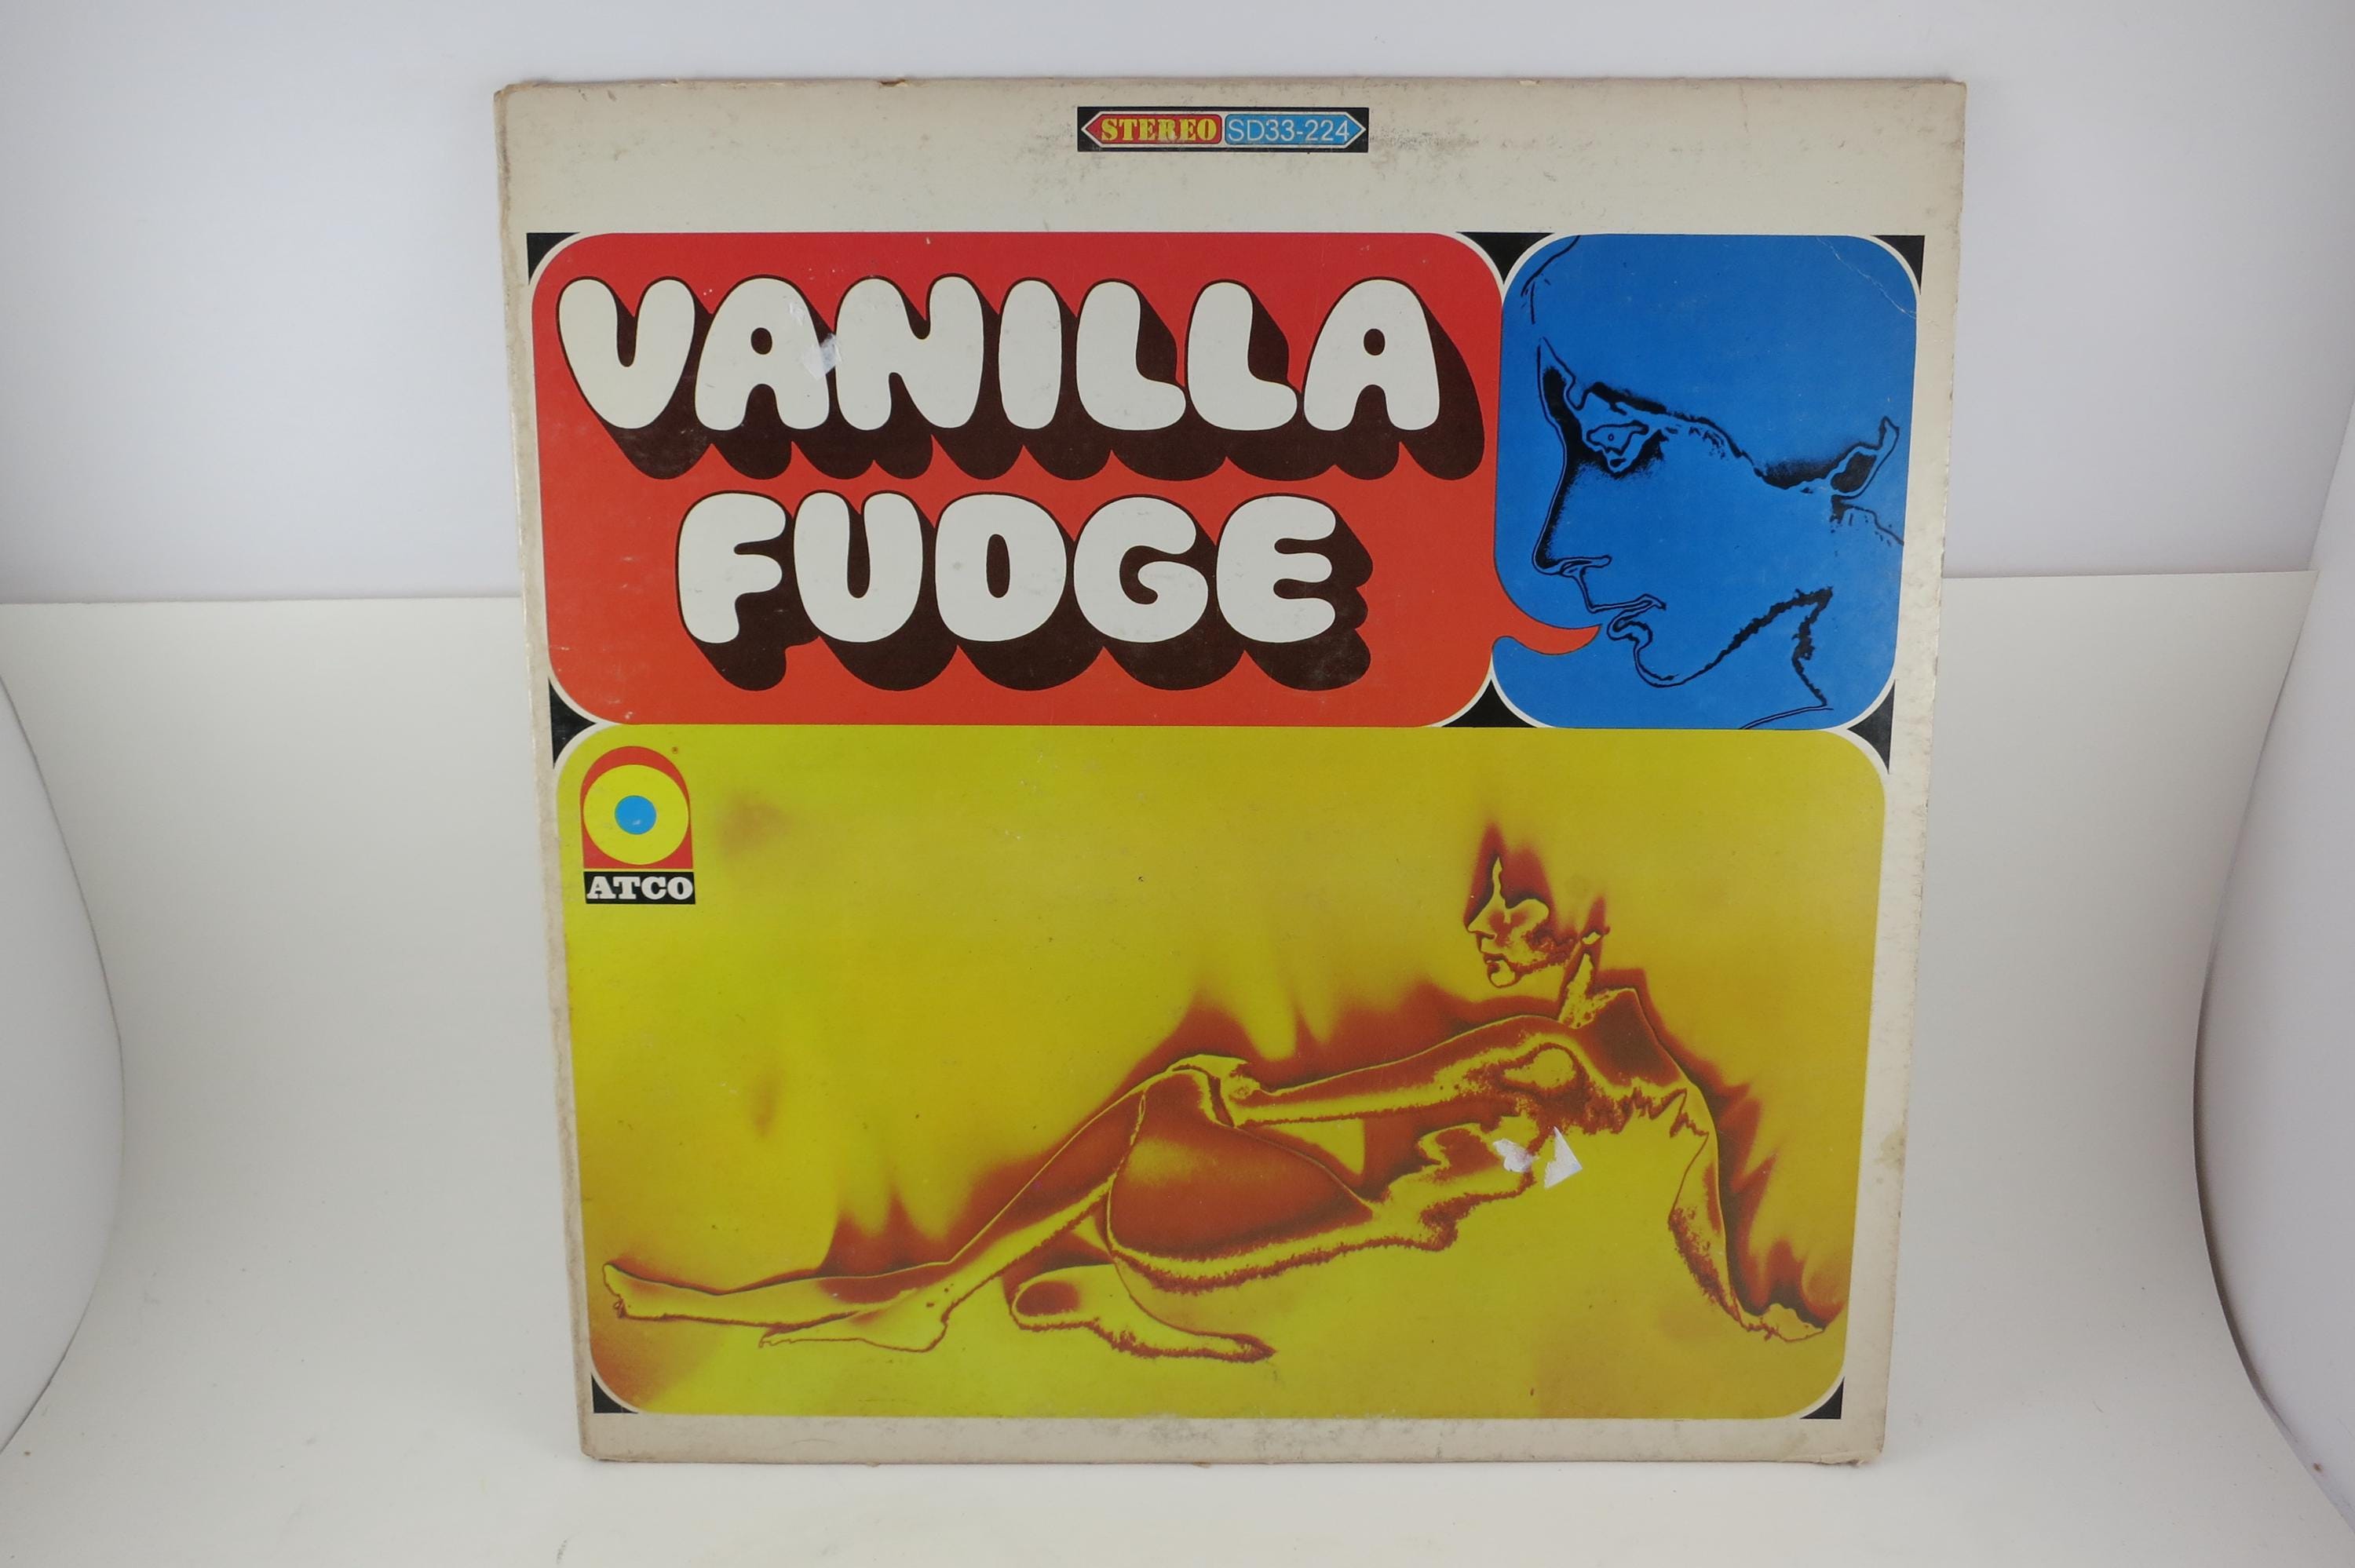 STEREO SD33-224
VANILLA
FUDGE
ATCO